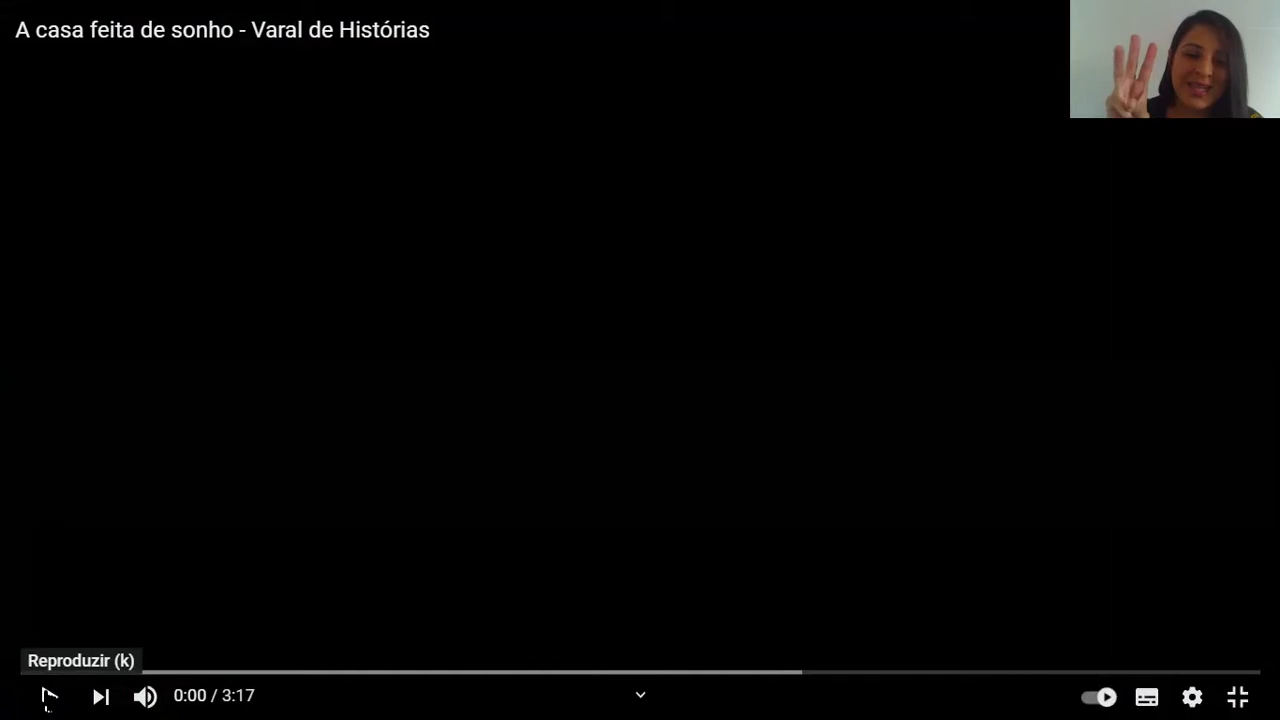 A casa feita de sonho - Varal de Histórias
Reproduzir (k)
0:00 / 3:17